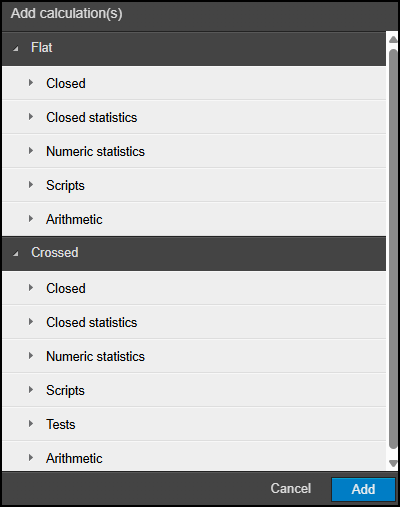 Add calculation(s)
Flat
Closed
Closed statistics
Numeric statistics
Scripts
Arithmetic
Crossed
Closed
Closed statistics
Numeric statistics
Scripts
Tests
Arithmetic
Cancel Add